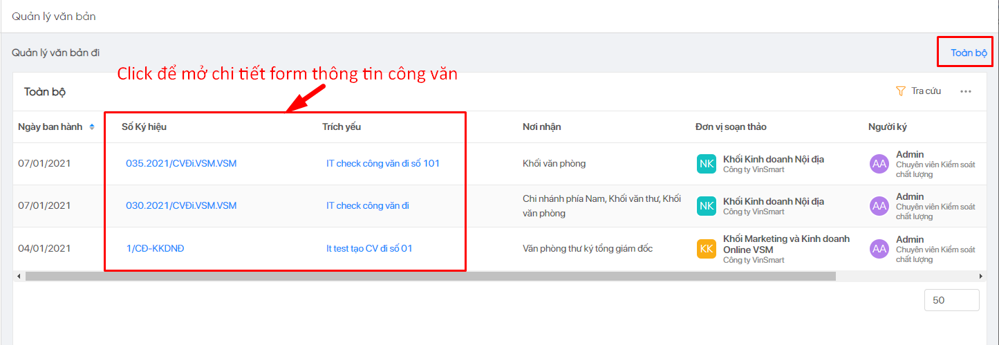 Quản lý văn bản
Quản lý văn bản đi
Toàn bộ
Click để mở chi tiết form thông tin công văn
Toàn bộ
Tra cứu
Ngày ban hành Số Ký hiệu Trích yếu Nơi nhận Đơn vị soạn thảo Người ký
07/01/2021 035.2021/CVĐi.VSM.VSM IT check công văn đi số 101 Khối văn phòng
NK Khối Kinh doanh Nội địa
Công ty VinSmart
AA Admin
Chuyên viên Kiểm soát
chất lượng
07/01/2021 030.2021/CVĐi.VSM.VSM IT check công văn đi
Chi nhánh phía Nam, Khối văn thư, Khối
văn phòng
NK Khối Kinh doanh Nội địa
Công ty VinSmart
AA Admin
Chuyên viên Kiểm soát
chất lượng
04/01/2021 1/CĐ-KKDNĐ It test tạo CV đi số 01 Văn phòng thư ký tổng giám đốc
KK Khối Marketing và Kinh doanh
Online VSM
Công ty VinSmart
AA Admin
Chuyên viên Kiểm soát
chất lượng
50